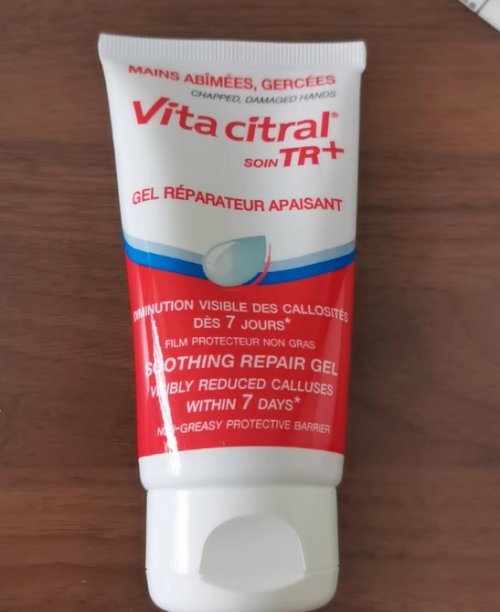 MAINS ABÎMÉES, GERCÉES
CHAPPED, DAMAGED HANDS
Vita citral®
SOIN TR+
GEL RÉPARATEUR APAISANT
DIMINUTION VISIBLE DES CALLOSITÉS
DÈS 7 JOURS*
FILM PROTECTEUR NON GRAS
SOOTHING REPAIR GEL
VISIBLY REDUCED CALLUSES
WITHIN 7 DAYS*
NON-GREASY PROTECTIVE BARRIER